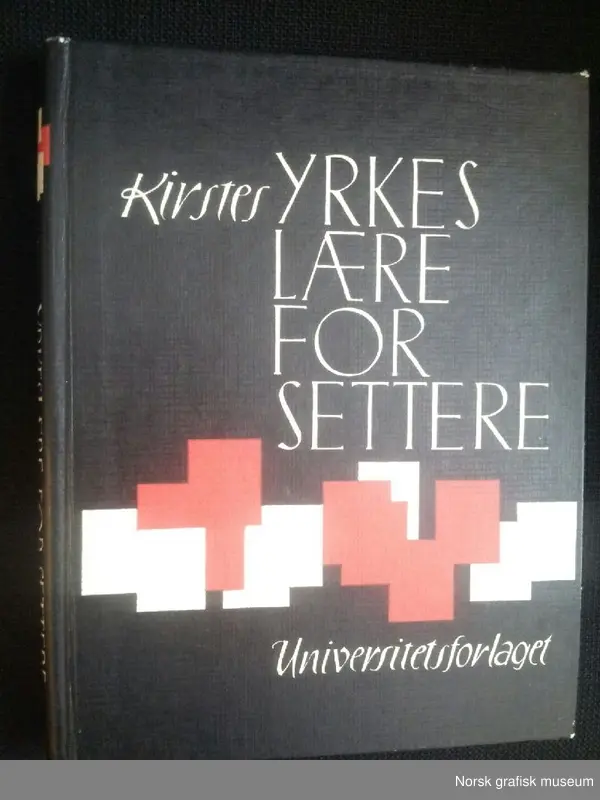 Kirstes YRKES
LÆRE
FOR
SETTERE
Universitetsforlaget
Norsk grafisk museum